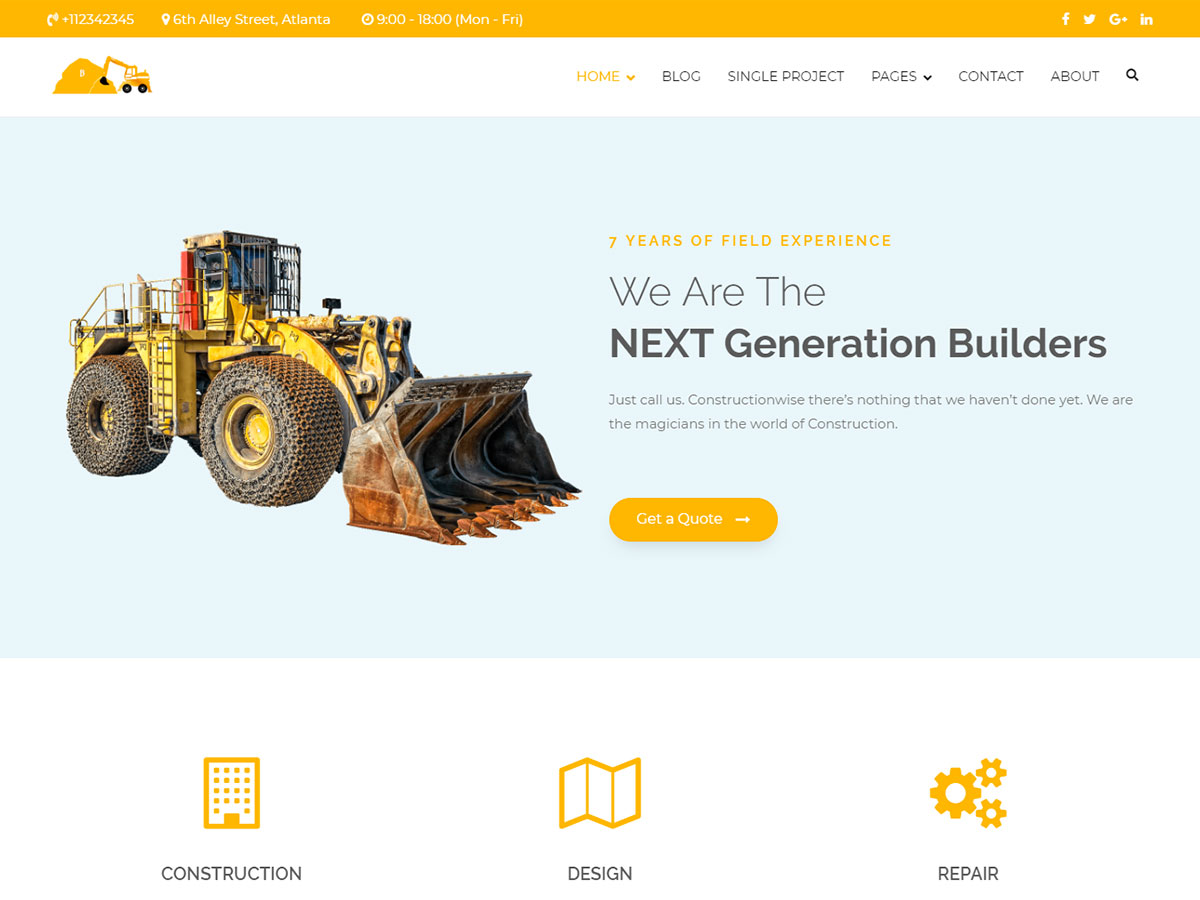 +112342345 6th Alley Street, Atlanta 9:00 - 18:00 (Mon - Fri)
HOME BLOG SINGLE PROJECT PAGES CONTACT ABOUT
7 YEARS OF FIELD EXPERIENCE
We Are The
NEXT Generation Builders
Just call us. Constructionwise there's nothing that we haven't done yet. We are
the magicians in the world of Construction.
Get a Quote
CONSTRUCTION DESIGN REPAIR